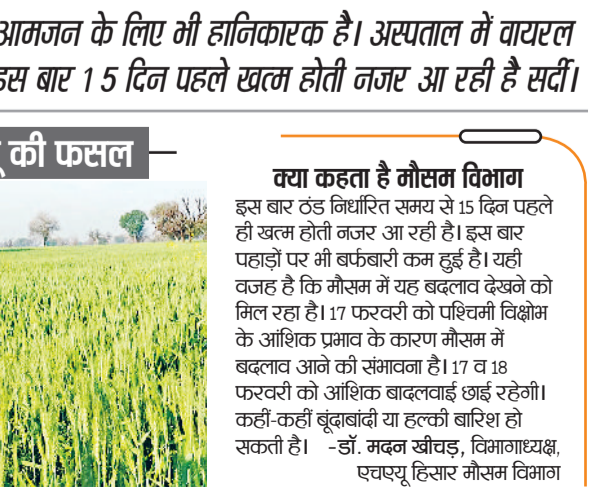 आमजन के लिए भी हानिकारक है। अस्पताल में वायरल
इस बार 15 दिन पहले खत्म होती नजर आ रही है सर्दी।
की फसल
क्या कहता है मौसम विभाग
इस बार ठंड निर्धारित समय से 15 दिन पहले
ही खत्म होती नजर आ रही है। इस बार
पहाड़ों पर भी बर्फबारी कम हुई है। यही
वजह है कि मौसम में यह बदलाव देखने को
मिल रहा है। 17 फरवरी को पश्चिमी विक्षोभ
के आंशिक प्रभाव के कारण मौसम में
बदलाव आने की संभावना है। 17 व 18
फरवरी को आंशिक बादलवाई छाई रहेगी।
कहीं-कहीं बूंदाबांदी या हल्की बारिश हो
सकती है। -डॉ. मदन खीचड़, विभागाध्यक्ष,
एचएयू हिसार मौसम विभाग